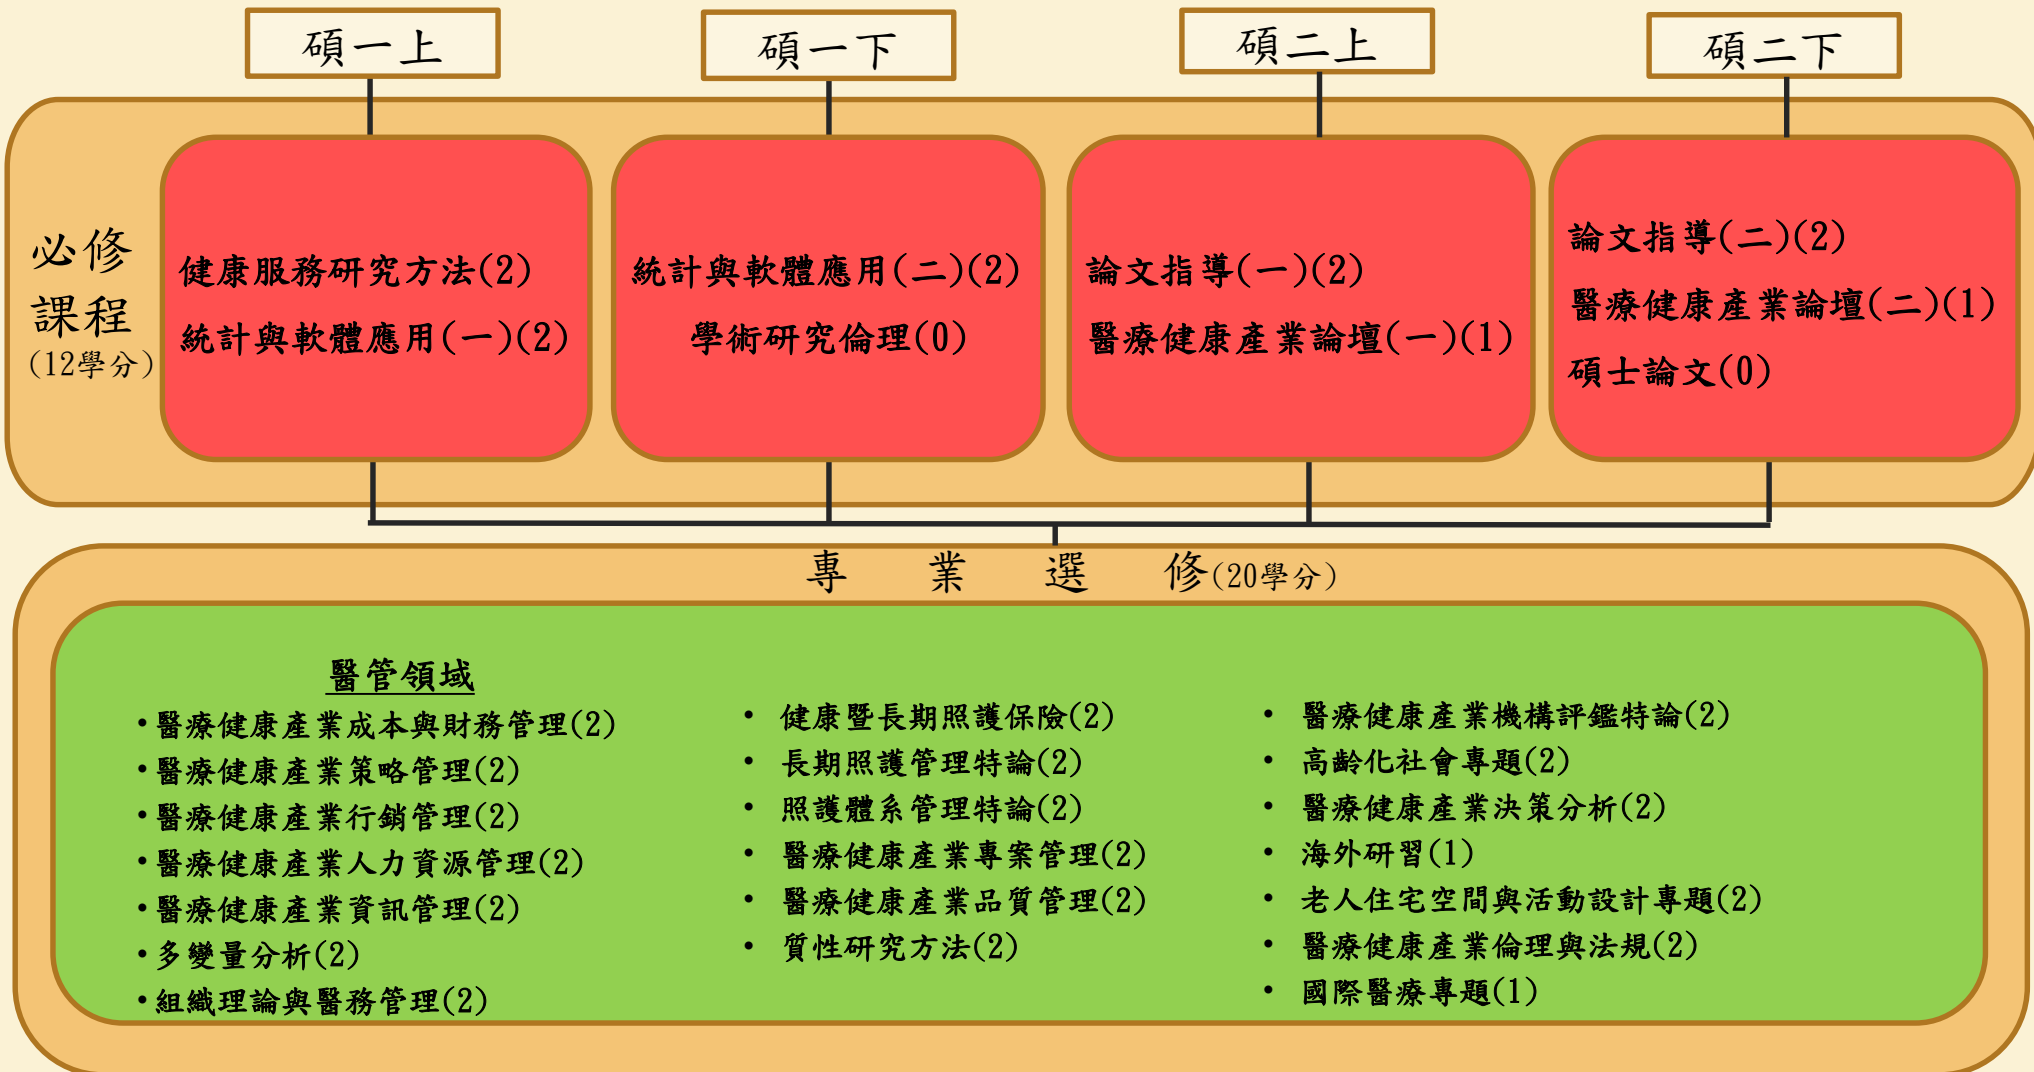 碩一上
碩一下
碩二上
碩二下
必修
課程
(12學分)
健康服務研究方法(2)
統計與軟體應用(一)(2)
統計與軟體應用(二)(2)
學術研究倫理(0)
論文指導(一)(2)
醫療健康產業論壇(一)(1)
論文指導(二)(2)
醫療健康產業論壇(二)(1)
碩士論文(0)
專 業 選 修(20學分)
醫管領域
•醫療健康產業成本與財務管理(2)
•醫療健康產業策略管理(2)
•醫療健康產業行銷管理(2)
•醫療健康產業人力資源管理(2)
•醫療健康產業資訊管理(2)
•多變量分析(2)
•組織理論與醫務管理(2)
• 健康暨長期照護保險(2)
• 長期照護管理特論(2)
• 照護體系管理特論(2)
• 醫療健康產業專案管理(2)
• 醫療健康產業品質管理(2)
• 質性研究方法(2)
• 醫療健康產業機構評鑑特論(2)
• 高齡化社會專題(2)
• 醫療健康產業決策分析(2)
• 海外研習(1)
• 老人住宅空間與活動設計專題(2)
• 醫療健康產業倫理與法規(2)
• 國際醫療專題(1)